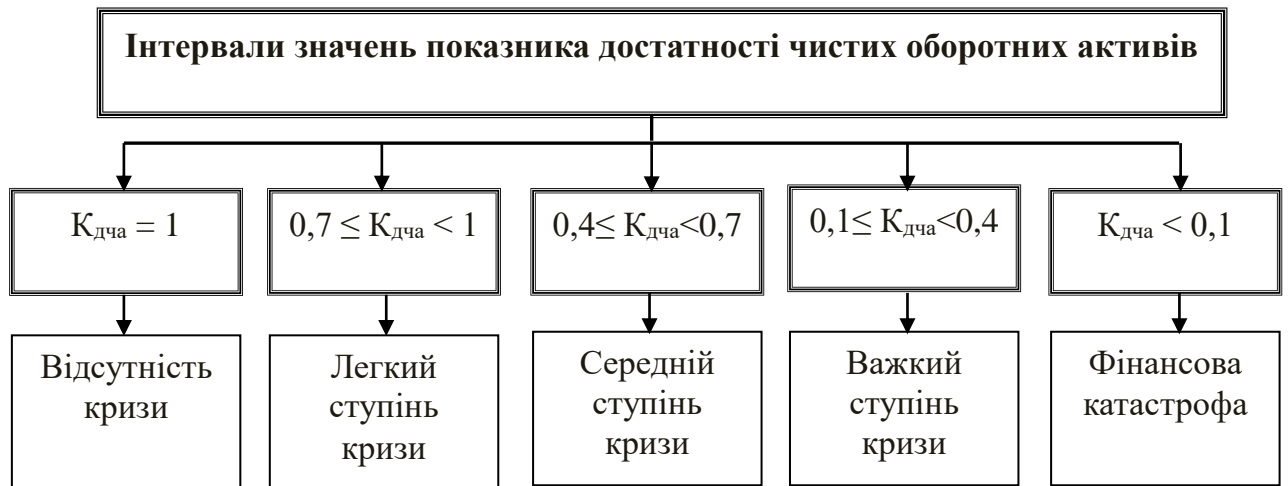 Інтервали значень показника достатності чистих оборотних активів
Кдча = 1
0,7 ≤ Кдча < 1
0,4≤ Кдча<0,7
0,1≤ Кдча<0,4
Кдча < 0,1
Відсутність
кризи
Легкий
ступінь
кризи
Середній
ступінь
кризи
Важкий
ступінь
кризи
Фінансова
катастрофа